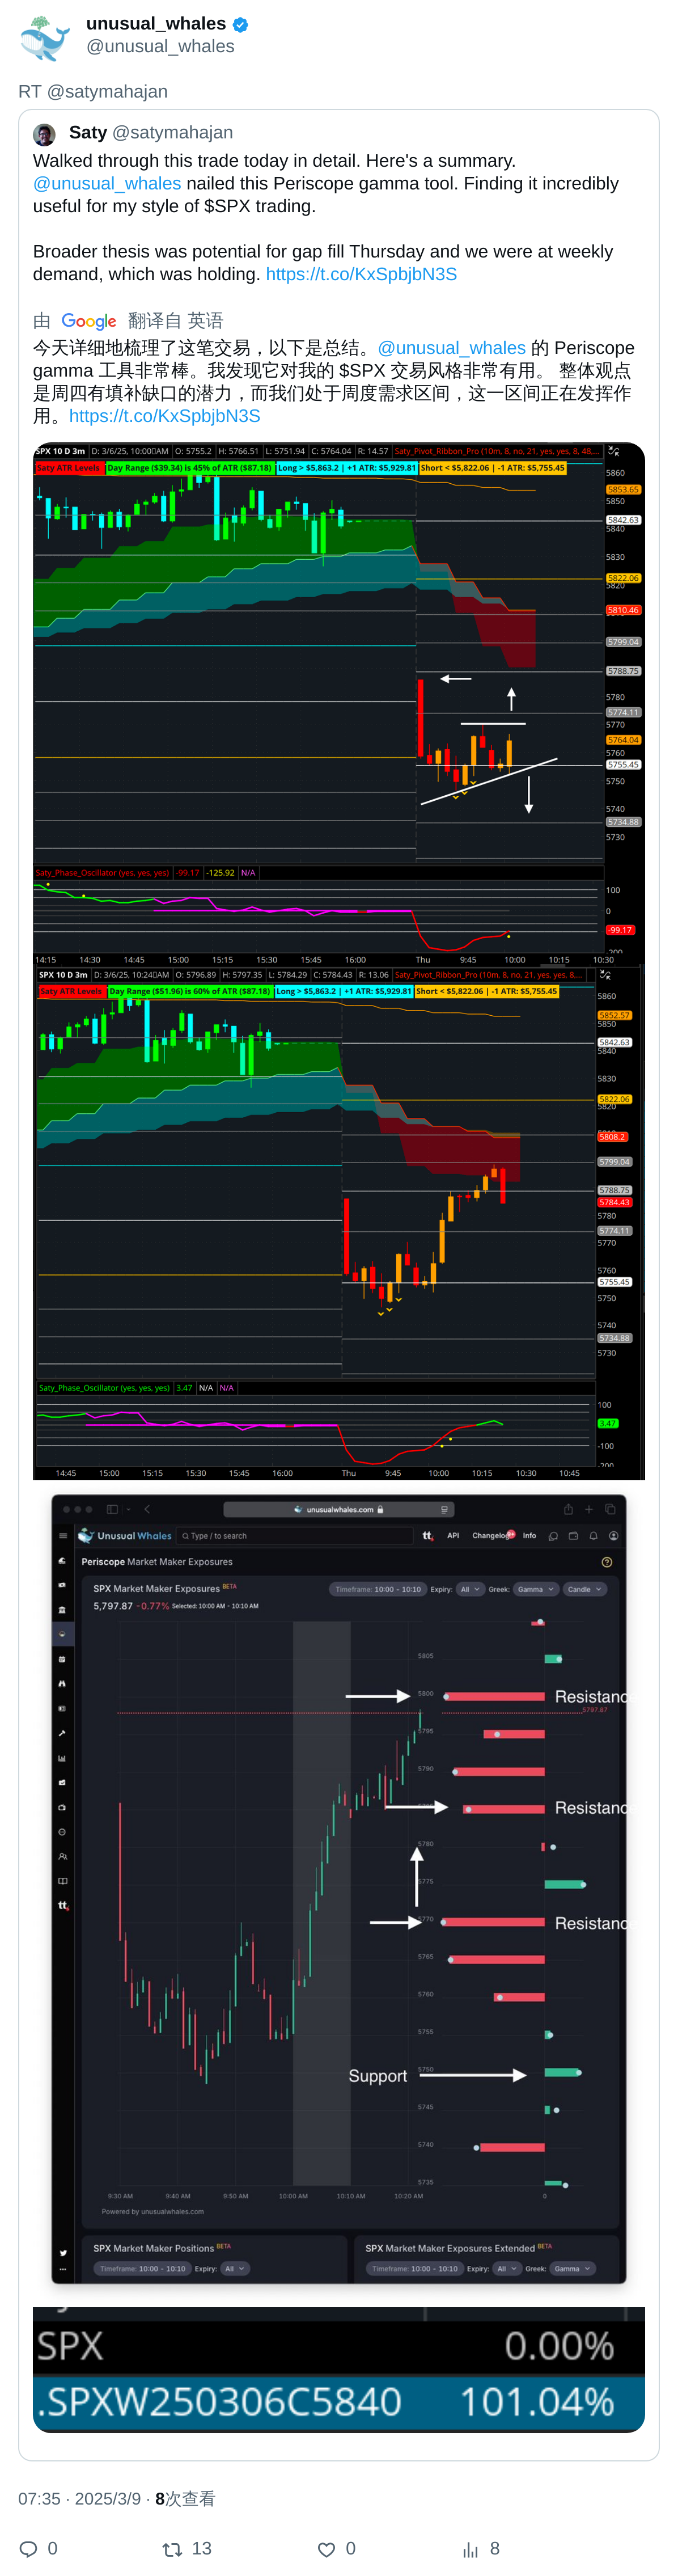 unusual_whales
@unusual_whales
RT @satymahajan
Saty @satymahajan
Walked through this trade today in detail. Here's a summary.
@unusual_whales nailed this Periscope gamma tool. Finding it incredibly
useful for my style of $SPX trading.
Broader thesis was potential for gap fill Thursday and we were at weekly
demand, which was holding. https://t.co/KxSpbjbN3S
由 Google 翻译自 英语
今天详细地梳理了这笔交易，以下是总结。@unusual_whales 的 Periscope
gamma 工具非常棒。我发现它对我的 $SPX 交易风格非常有用。 整体观点
是周四有填补缺口的潜力，而我们处于周度需求区间，这一区间正在发挥作
用。https://t.co/KxSpbjbN3S
SPX 10 D 3m D: 3/6/25, 10:00 AM O: 5755.2 H: 5766.51 L: 5751.94 C: 5764.04 R: 14.57 Saty_Pivot_Ribbon_Pro (10m, 8, no, 21, yes, yes, 8, 48,...
Saty ATR Levels Day Range ($39.34) is 45% of ATR ($87.18) Long > $5,863.2 | +1 ATR: $5,929.81 Short < $5,822.06 | -1 ATR: $5,755.45
5860
5853.65
5850
5842.63
5840
5830
5822.06
5820
5810.46
5799.04
5788.75
5780
5774.11
5770
5764.04
5760
5755.45
5750
5740
5734.88
5730
Saty_Phase_Oscillator (yes, yes, yes) -99.17 -125.92 N/A
100
0
-99.17
-200
14:15 14:30 14:45 15:00 15:15 15:30 15:45 16:00 Thu 9:45 10:00 10:15 10:30
SPX 10 D 3m D: 3/6/25, 10:24 AM O: 5796.89 H: 5797.35 L: 5784.29 C: 5784.43 R: 13.06 Saty_Pivot_Ribbon_Pro (10m, 8, no, 21, yes, yes, 8,...
Saty ATR Levels Day Range ($51.96) is 60% of ATR ($87.18) Long > $5,863.2 | +1 ATR: $5,929.81 Short < $5,822.06 | -1 ATR: $5,755.45
5860
5852.57
5850
5842.63
5840
5830
5822.06
5820
5808.2
5799.04
5788.75
5784.43
5780
5774.11
5770
5760
5755.45
5750
5740
5734.88
5730
Saty_Phase_Oscillator (yes, yes, yes) 3.47 N/A N/A
100
3.47
-100
-200
14:45 15:00 15:15 15:30 15:45 16:00 Thu 9:45 10:00 10:15 10:30 10:45
unusualwhales.com
Unusual Whales Type / to search tt API Changelog Info
Periscope Market Maker Exposures
SPX Market Maker Exposures BETA Timeframe: 10:00 - 10:10 Expiry: All Greek: Gamma Candle
5,797.87 -0.77% Selected: 10:00 AM - 10:10 AM
5805
5800 Resistanc
5797.87
5795
5790
Resistanc
5780
5775
5770 Resistanc
5765
5760
5755
Support 5750
5745
5740
5735
9:30 AM 9:40 AM 9:50 AM 10:00 AM 10:10 AM 10:20 AM 0
Powered by unusualwhales.com
tt
SPX Market Maker Positions BETA SPX Market Maker Exposures Extended BETA
Timeframe: 10:00 - 10:10 Expiry: All Timeframe: 10:00 - 10:10 Expiry: All Greek: Gamma
SPX 0.00%
.SPXW250306C5840 101.04%
07:35 · 2025/3/9 · 8次查看
0 13 0 8